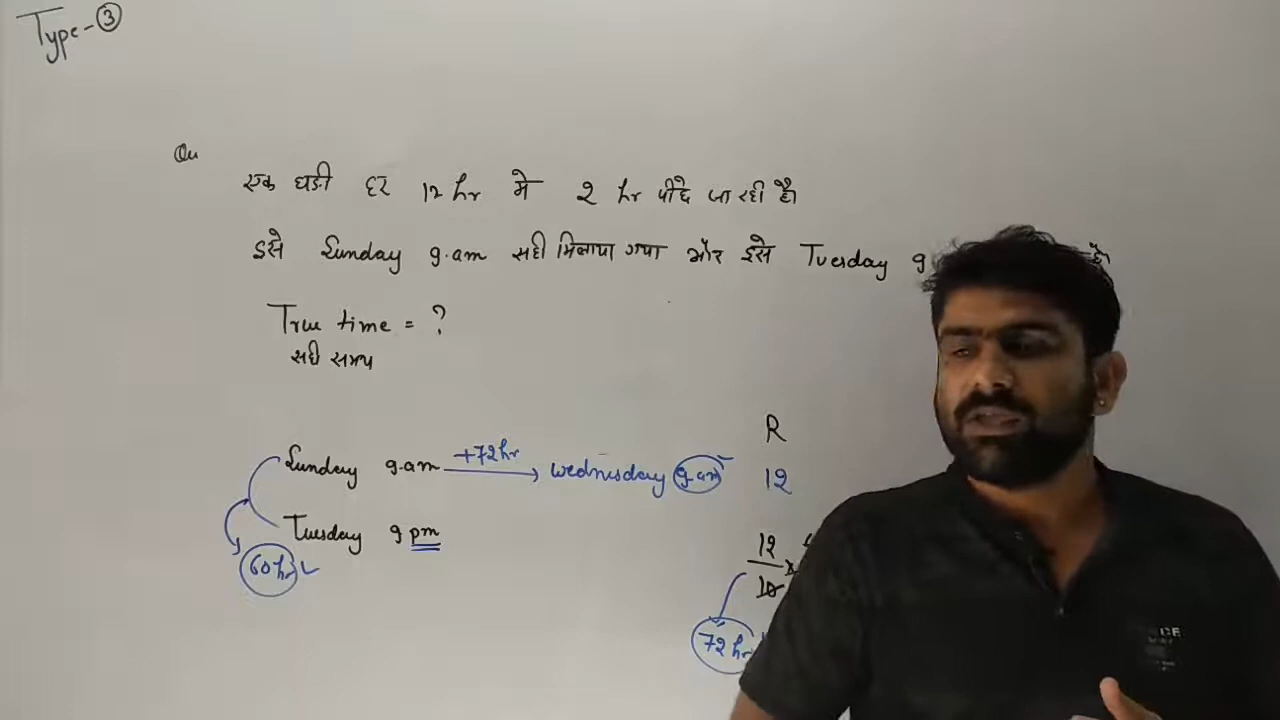 Type-③
Qu
एक घड़ी हर 12 hr मे 2 hr पीछे जा रही है।
इसे Sunday 9.am सही मिलाया गया और इसे Tuesday 9 है।
True time = ?
सही समय
R
Sunday 9.am +72hr wednesday 9.am 12
Tuesday 9 pm
12
10 x
60 hr
72 hr